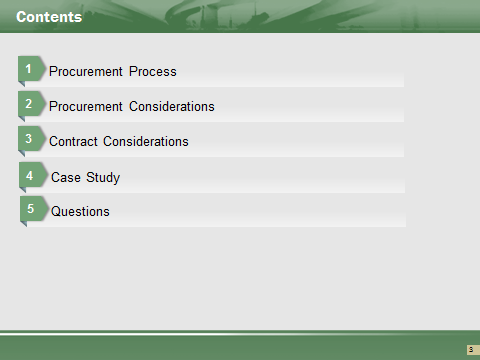 Contents
1 Procurement Process
2 Procurement Considerations
3 Contract Considerations
4 Case Study
5 Questions
3